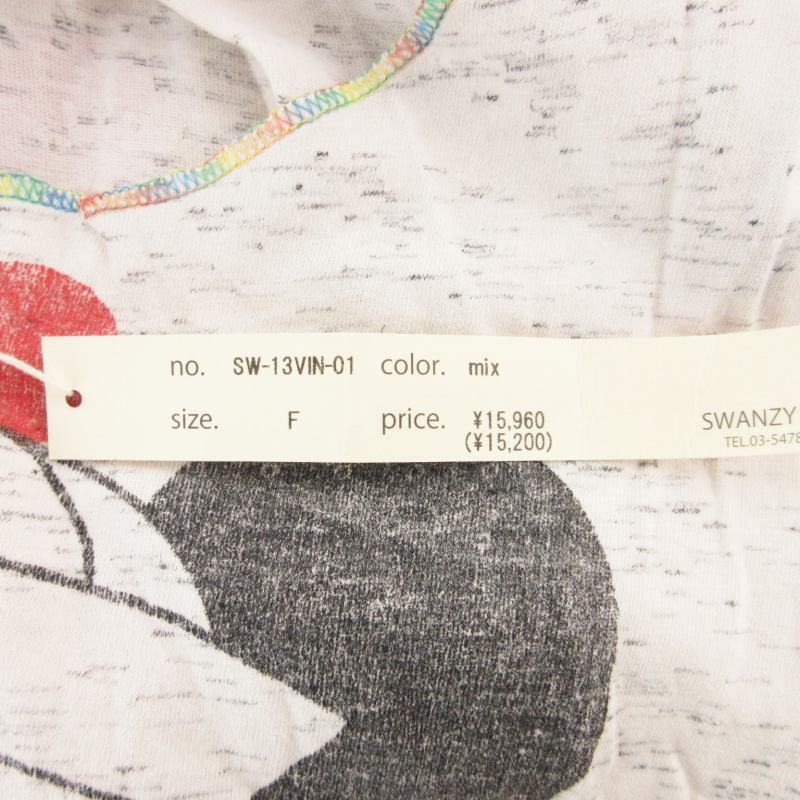 no. SW-13VIN-01 color. mix
size. F price. ¥15,960
(¥15,200)
SWANZY
TEL.03-5478